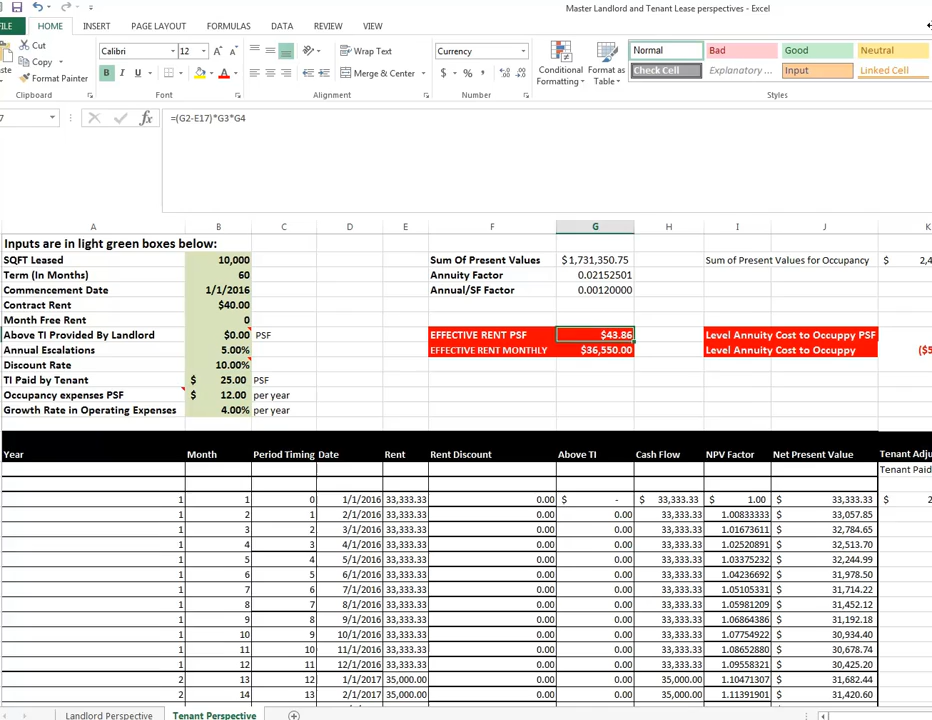 Master Landlord and Tenant Lease perspectives - Excel
FILE HOME INSERT PAGE LAYOUT FORMULAS DATA REVIEW VIEW
Cut
Copy
Format Painter
Calibri 12
B I U
A A
Wrap Text
Merge & Center
Currency
$ % ,
Conditional Formatting
Format as Table
Normal Bad Good Neutral
Check Cell Explanatory ... Input Linked Cell
Clipboard Font Alignment Number Styles
7 fx =(G2-E17)*G3*G4
A B C D E F G H I J K
Inputs are in light green boxes below:
SQFT Leased 10,000 Sum Of Present Values $1,731,350.75 Sum of Present Values for Occupancy $ 2,4
Term (In Months) 60 Annuity Factor 0.02152501
Commencement Date 1/1/2016 Annual/SF Factor 0.00120000
Contract Rent $40.00
Month Free Rent 0
Above TI Provided By Landlord $0.00 PSF EFFECTIVE RENT PSF $43.86 Level Annuity Cost to Occuppy PSF
Annual Escalations 5.00% EFFECTIVE RENT MONTHLY $36,550.00 Level Annuity Cost to Occuppy ($5
Discount Rate 10.00%
TI Paid by Tenant $ 25.00 PSF
Occupancy expenses PSF $ 12.00 per year
Growth Rate in Operating Expenses 4.00% per year
Year Month Period Timing Date Rent Rent Discount Above TI Cash Flow NPV Factor Net Present Value Tenant Adju
Tenant Paid
1 1 0 1/1/2016 33,333.33 0.00 $ - $ 33,333.33 $ 1.00 33,333.33 $ 2
1 2 1 2/1/2016 33,333.33 0.00 0.00 33,333.33 1.00833333 $ 33,057.85
1 3 2 3/1/2016 33,333.33 0.00 0.00 33,333.33 1.01673611 $ 32,784.65
1 4 3 4/1/2016 33,333.33 0.00 0.00 33,333.33 1.02520891 $ 32,513.70
1 5 4 5/1/2016 33,333.33 0.00 0.00 33,333.33 1.03375232 $ 32,244.99
1 6 5 6/1/2016 33,333.33 0.00 0.00 33,333.33 1.04236692 $ 31,978.50
1 7 6 7/1/2016 33,333.33 0.00 0.00 33,333.33 1.05105331 $ 31,714.22
1 8 7 8/1/2016 33,333.33 0.00 0.00 33,333.33 1.05981209 $ 31,452.12
1 9 8 9/1/2016 33,333.33 0.00 0.00 33,333.33 1.06864386 $ 31,192.18
1 10 9 10/1/2016 33,333.33 0.00 0.00 33,333.33 1.07754922 $ 30,934.40
1 11 10 11/1/2016 33,333.33 0.00 0.00 33,333.33 1.08652880 $ 30,678.74
1 12 11 12/1/2016 33,333.33 0.00 0.00 33,333.33 1.09558321 $ 30,425.20
2 13 12 1/1/2017 35,000.00 0.00 0.00 35,000.00 1.10471307 $ 31,682.44
2 14 13 2/1/2017 35,000.00 0.00 0.00 35,000.00 1.11391901 $ 31,420.60
Landlord Perspective Tenant Perspective